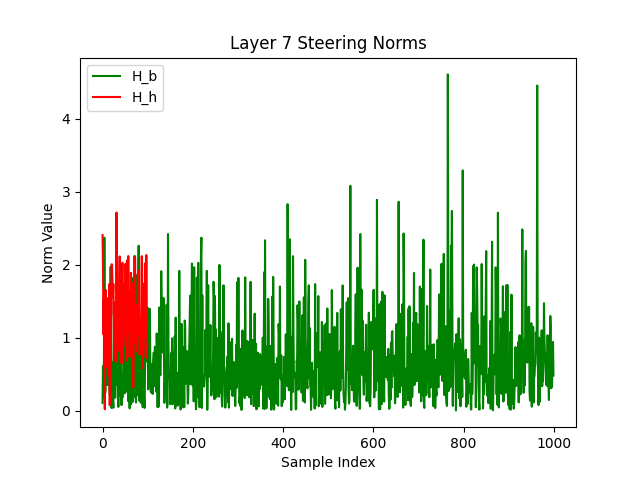 Layer 7 Steering Norms
H_b
H_h
Norm Value
4
3
2
1
0
0 200 400 600 800 1000
Sample Index